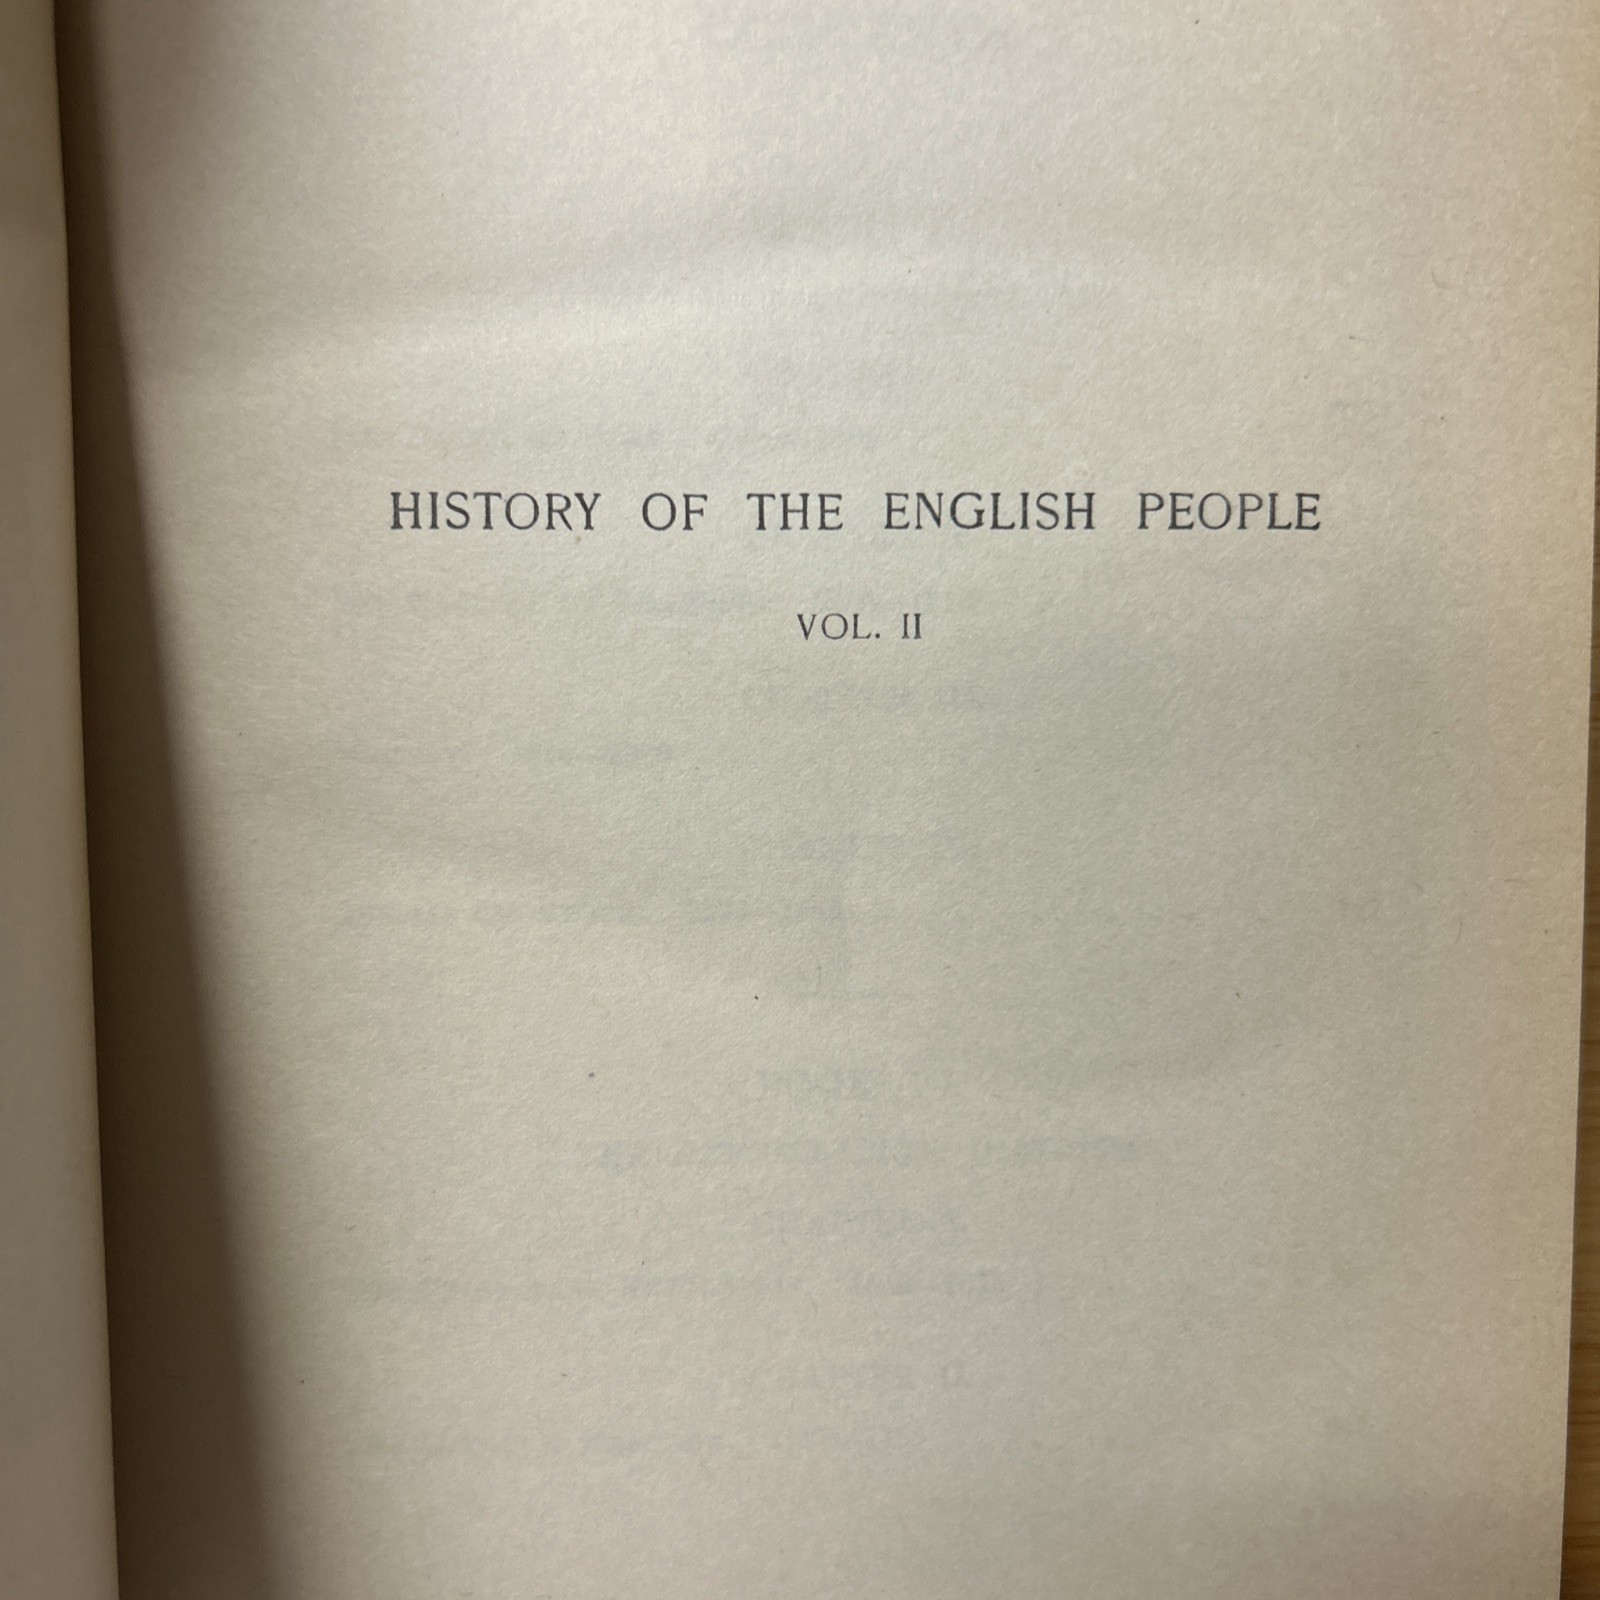 HISTORY OF THE ENGLISH PEOPLE
VOL. II